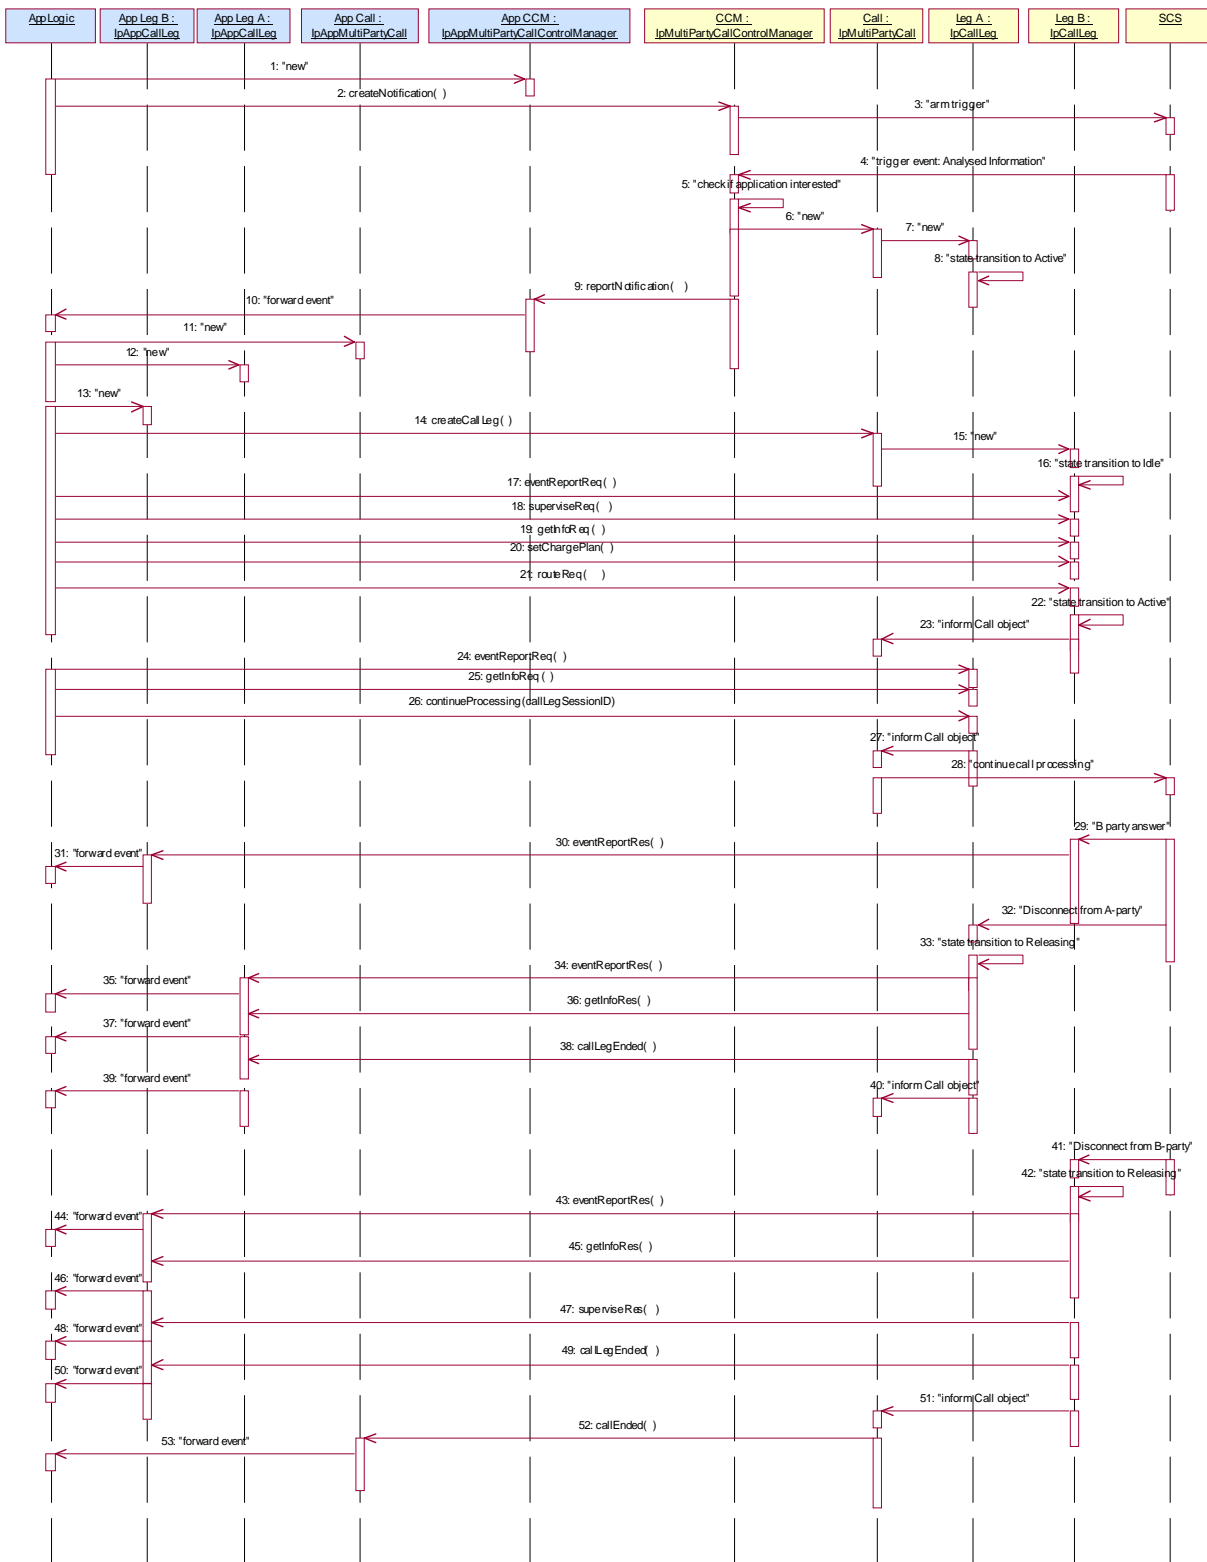 AppLogic
App Leg B :
IpAppCallLeg
App Leg A :
IpAppCallLeg
App Call :
IpAppMultiPartyCall
App CCM :
IpAppMultiPartyCallControlManager
CCM :
IpMultiPartyCallControlManager
Call :
IpMultiPartyCall
Leg A :
IpCallLeg
Leg B :
IpCallLeg
SCS
1: "new"
2: createNotification( )
3: "arm trigger"
4: "trigger event: Analysed Information"
5: "check if application interested"
6: "new"
7: "new"
8: "state transition to Active"
9: reportNotification( )
10: "forward event"
11: "new"
12: "new"
13: "new"
14: createCallLeg( )
15: "new"
16: "state transition to Idle"
17: eventReportReq( )
18: superviseReq( )
19: getInfoReq( )
20: setChargePlan( )
21: routeReq( )
22: "state transition to Active"
23: "inform Call object"
24: eventReportReq( )
25: getInfoReq( )
26: continueProcessing(callLegSessionID)
27: "inform Call object"
28: "continue call processing"
29: "B party answer"
30: eventReportRes( )
31: "forward event"
32: "Disconnect from A-party"
33: "state transition to Releasing"
34: eventReportRes( )
35: "forward event"
36: getInfoRes( )
37: "forward event"
38: callLegEnded( )
39: "forward event"
40: "inform Call object"
41: "Disconnect from B-party"
42: "state transition to Releasing"
43: eventReportRes( )
44: "forward event"
45: getInfoRes( )
46: "forward event"
47: superviseRes( )
48: "forward event"
49: callLegEnded( )
50: "forward event"
51: "inform Call object"
52: callEnded( )
53: "forward event"